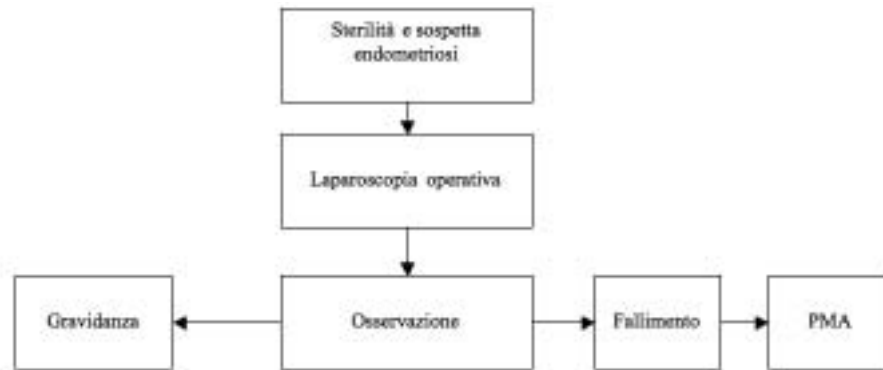 Sterilità e sospetta
endometriosi
Laparoscopia operativa
Gravidanza
Osservazione
Fallimento
PMA